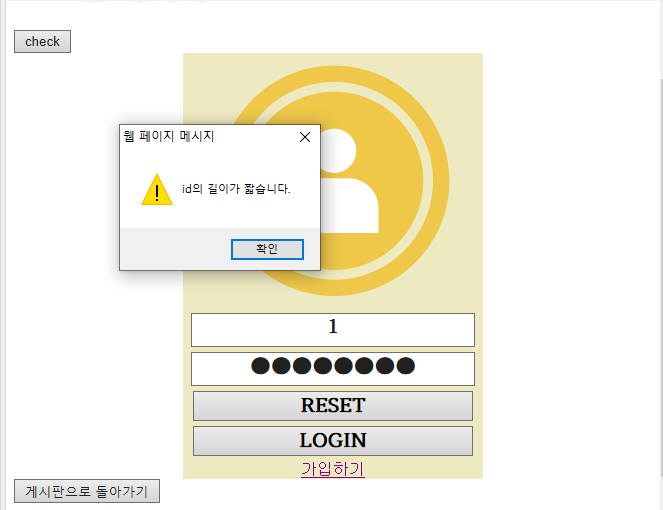 check
웹 페이지 메시지
id의 길이가 짧습니다.
확인
1
RESET
LOGIN
가입하기
게시판으로 돌아가기